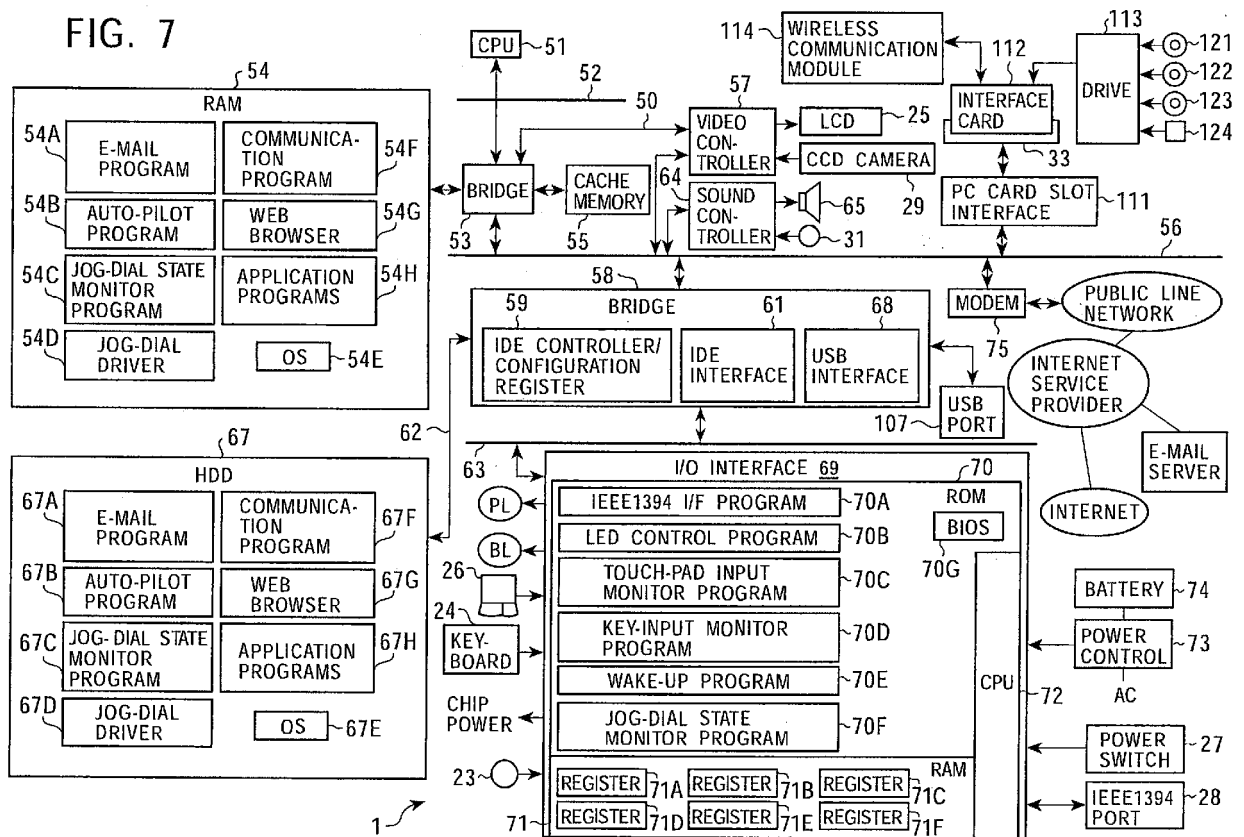 FIG. 7
54
RAM
54A
E-MAIL
PROGRAM
COMMUNICA-
TION
PROGRAM
54F
54B
AUTO-PILOT
PROGRAM
WEB
BROWSER
54G
54C
JOG-DIAL STATE
MONITOR
PROGRAM
APPLICATION
PROGRAMS
54H
54D
JOG-DIAL
DRIVER
OS
54E
67
HDD
67A
E-MAIL
PROGRAM
COMMUNICA-
TION
PROGRAM
67F
67B
AUTO-PILOT
PROGRAM
WEB
BROWSER
67G
67C
JOG-DIAL STATE
MONITOR
PROGRAM
APPLICATION
PROGRAMS
67H
67D
JOG-DIAL
DRIVER
OS
67E
1
CPU
51
52
50
BRIDGE
53
CACHE
MEMORY
55
57
VIDEO
CON-
TROLLER
LCD
25
CCD CAMERA
29
64
SOUND
CON-
TROLLER
65
31
114
WIRELESS
COMMUNICATION
MODULE
112
INTERFACE
CARD
33
113
DRIVE
121
122
123
124
PC CARD SLOT
INTERFACE
111
56
58
BRIDGE
59
IDE CONTROLLER/
CONFIGURATION
REGISTER
61
IDE
INTERFACE
68
USB
INTERFACE
MODEM
75
PUBLIC LINE
NETWORK
INTERNET
SERVICE
PROVIDER
107
USB
PORT
E-MAIL
SERVER
INTERNET
62
63
I/O INTERFACE 69
70
ROM
IEEE1394 I/F PROGRAM
70A
LED CONTROL PROGRAM
70B
BIOS
70G
TOUCH-PAD INPUT
MONITOR PROGRAM
70C
KEY-INPUT MONITOR
PROGRAM
70D
WAKE-UP PROGRAM
70E
JOG-DIAL STATE
MONITOR PROGRAM
70F
RAM
REGISTER
71A
REGISTER
71B
REGISTER
71C
71
REGISTER
71D
REGISTER
71E
REGISTER
71F
CPU
72
PL
BL
26
24
KEY-
BOARD
CHIP
POWER
23
BATTERY
74
POWER
CONTROL
73
AC
POWER
SWITCH
27
IEEE1394
PORT
28